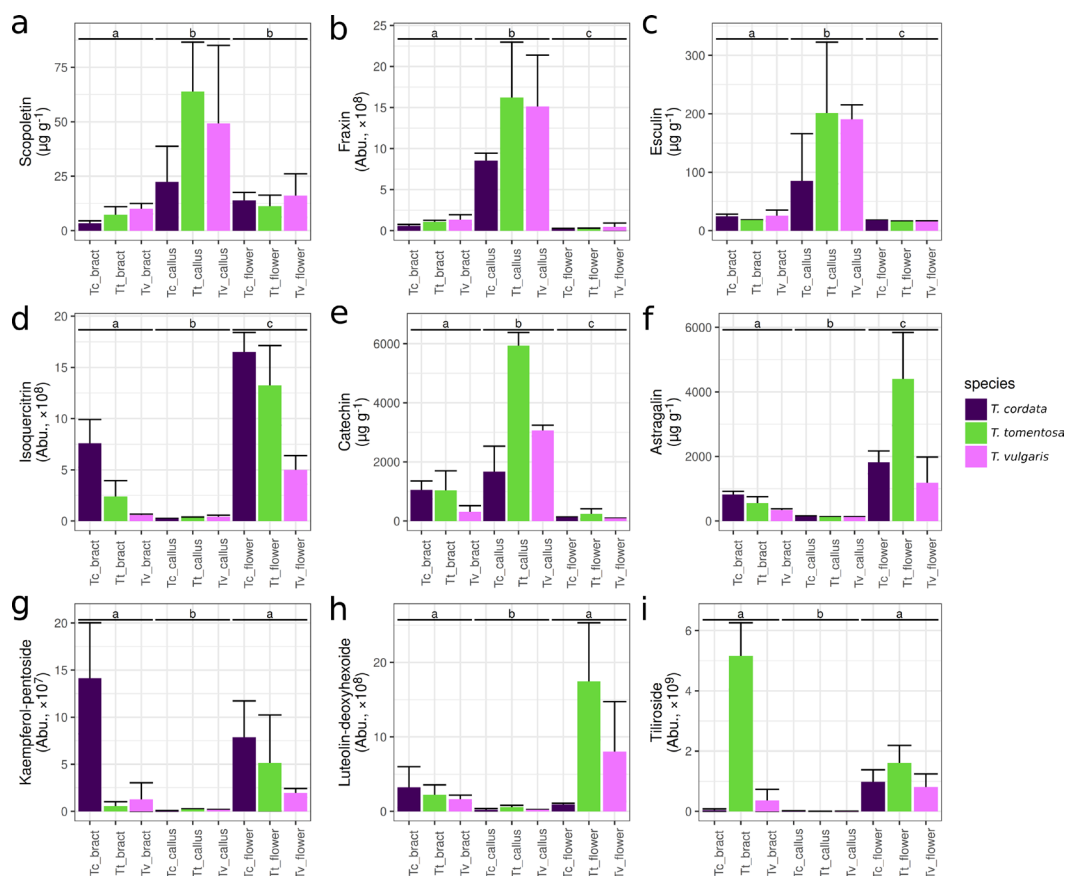 a
a b b
Scopoletin
(µg g⁻¹)
75
50
25
0
Tc_bract
Tt_bract
Tv_bract
Tc_callus
Tt_callus
Tv_callus
Tc_flower
Tt_flower
Tv_flower
b
a b c
Fraxin
(Abu., ×10⁸)
25
20
15
10
5
0
Tc_bract
Tt_bract
Tv_bract
Tc_callus
Tt_callus
Tv_callus
Tc_flower
Tt_flower
Tv_flower
c
a b c
Esculin
(µg g⁻¹)
300
200
100
0
Tc_bract
Tt_bract
Tv_bract
Tc_callus
Tt_callus
Tv_callus
Tc_flower
Tt_flower
Tv_flower
d
a b c
Isoquercitrin
(Abu., ×10⁸)
20
15
10
5
0
Tc_bract
Tt_bract
Tv_bract
Tc_callus
Tt_callus
Tv_callus
Tc_flower
Tt_flower
Tv_flower
e
a b c
Catechin
(µg g⁻¹)
6000
4000
2000
0
Tc_bract
Tt_bract
Tv_bract
Tc_callus
Tt_callus
Tv_callus
Tc_flower
Tt_flower
Tv_flower
f
a b c
Astragalin
(µg g⁻¹)
6000
4000
2000
0
Tc_bract
Tt_bract
Tv_bract
Tc_callus
Tt_callus
Tv_callus
Tc_flower
Tt_flower
Tv_flower
species
T. cordata
T. tomentosa
T. vulgaris
g
a b a
Kaempferol-pentoside
(Abu., ×10⁷)
20
15
10
5
0
Tc_bract
Tt_bract
Tv_bract
Tc_callus
Tt_callus
Tv_callus
Tc_flower
Tt_flower
Tv_flower
h
a b a
Luteolin-deoxyhexoide
(Abu., ×10⁸)
20
10
0
Tc_bract
Tt_bract
Tv_bract
Tc_callus
Tt_callus
Tv_callus
Tc_flower
Tt_flower
Tv_flower
i
a b a
Tiliroside
(Abu., ×10⁹)
6
4
2
0
Tc_bract
Tt_bract
Tv_bract
Tc_callus
Tt_callus
Tv_callus
Tc_flower
Tt_flower
Tv_flower